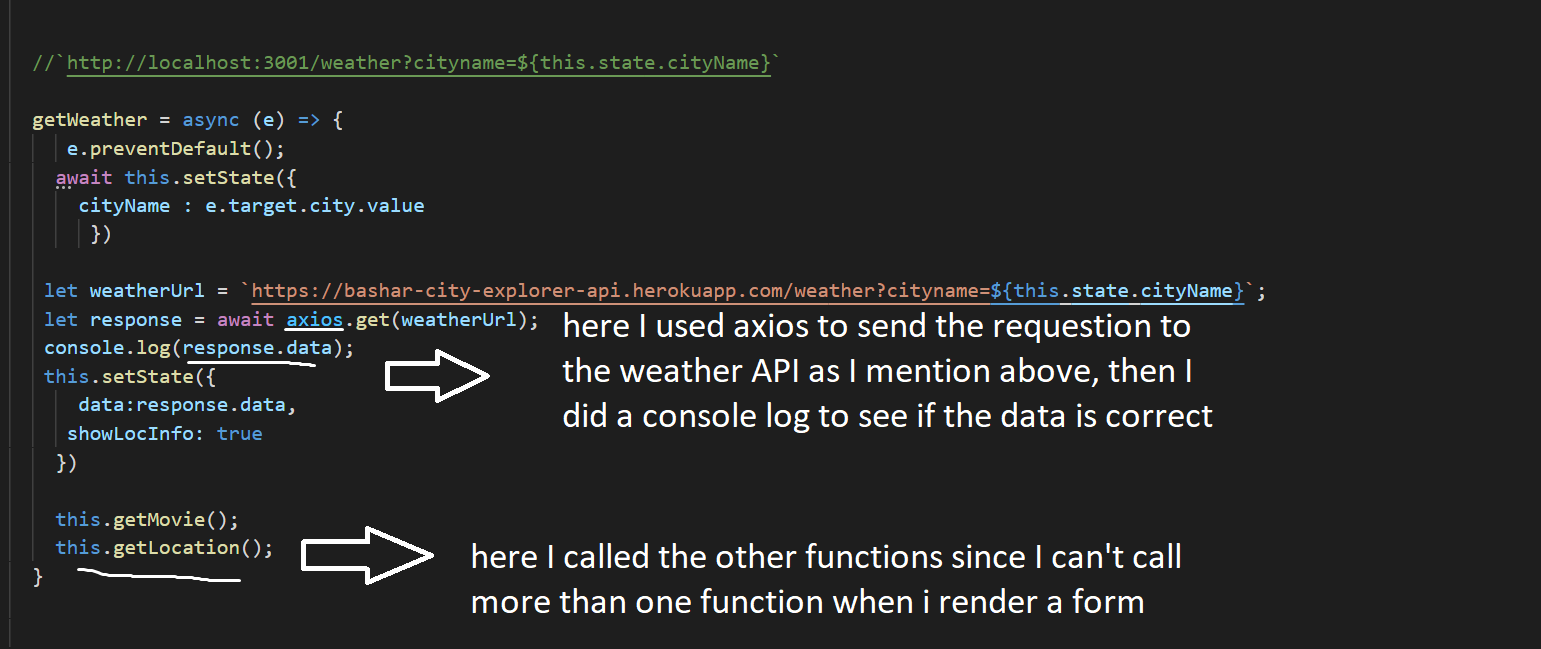 //`http://localhost:3001/weather?cityname=${this.state.cityName}`
getWeather = async (e) => {
e.preventDefault();
await this.setState({
cityName : e.target.city.value
})
let weatherUrl = `https://bashar-city-explorer-api.herokuapp.com/weather?cityname=${this.state.cityName}`;
let response = await axios.get(weatherUrl);
console.log(response.data);
this.setState({
data:response.data,
showLocInfo: true
})
here I used axios to send the requestion to
the weather API as I mention above, then I
did a console log to see if the data is correct
this.getMovie();
this.getLocation();
}
here I called the other functions since I can't call
more than one function when i render a form